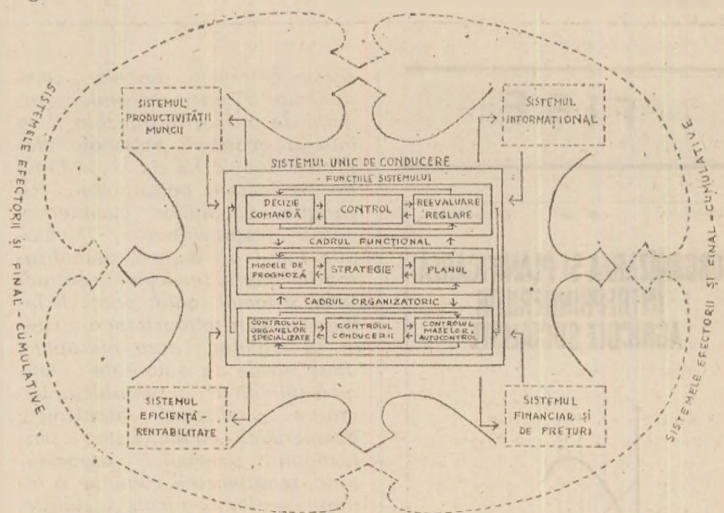 SISTEMELE EFECTORII ȘI FINAL - CUMULATIVE
SISTEMUL
PRODUCTIVITĂȚII
MUNCII
SISTEMUL
INFORMAȚIONAL
SISTEMUL UNIC DE CONDUCERE
FUNCȚIILE SISTEMULUI
DECIZIE
COMANDĂ
CONTROL
REEVALUARE
REGLARE
CADRUL FUNCȚIONAL
MODELE DE
PROGNOZĂ
STRATEGIE
PLANUL
CADRUL ORGANIZATORIC
CONTROLUL
ORGANELOR
SPECIALIZATE
CONTROLUL
CONDUCERII
CONTROLUL
MASELOR,
AUTOCONTROL
SISTEMUL
EFICIENȚĂ -
RENTABILITATE
SISTEMUL
FINANCIAR ȘI
DE PREȚURI
SISTEMELE EFECTORII ȘI FINAL - CUMULATIVE